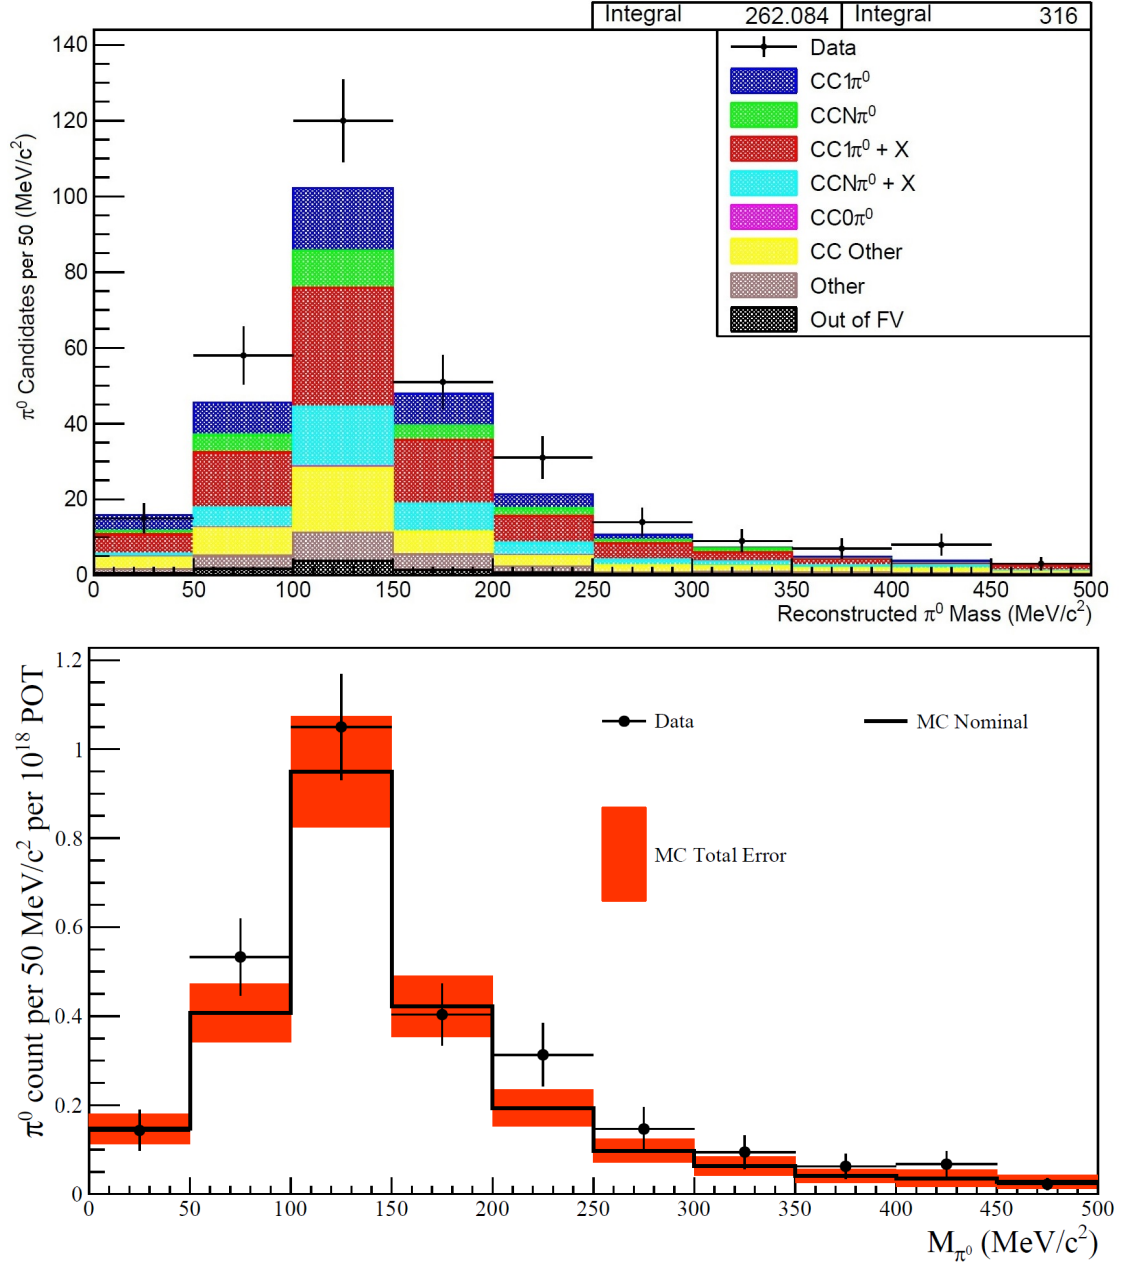 Integral 262.084 Integral 316
π⁰ Candidates per 50 (MeV/c²)
140
120
100
80
60
40
20
0
Data
CC1π⁰
CCNπ⁰
CC1π⁰ + X
CCNπ⁰ + X
CC0π⁰
CC Other
Other
Out of FV
0 50 100 150 200 250 300 350 400 450 500
Reconstructed π⁰ Mass (MeV/c²)
π⁰ count per 50 MeV/c² per 10¹⁸ POT
1.2
1
0.8
0.6
0.4
0.2
0
Data MC Nominal
MC Total Error
0 50 100 150 200 250 300 350 400 450 500
M_π⁰ (MeV/c²)